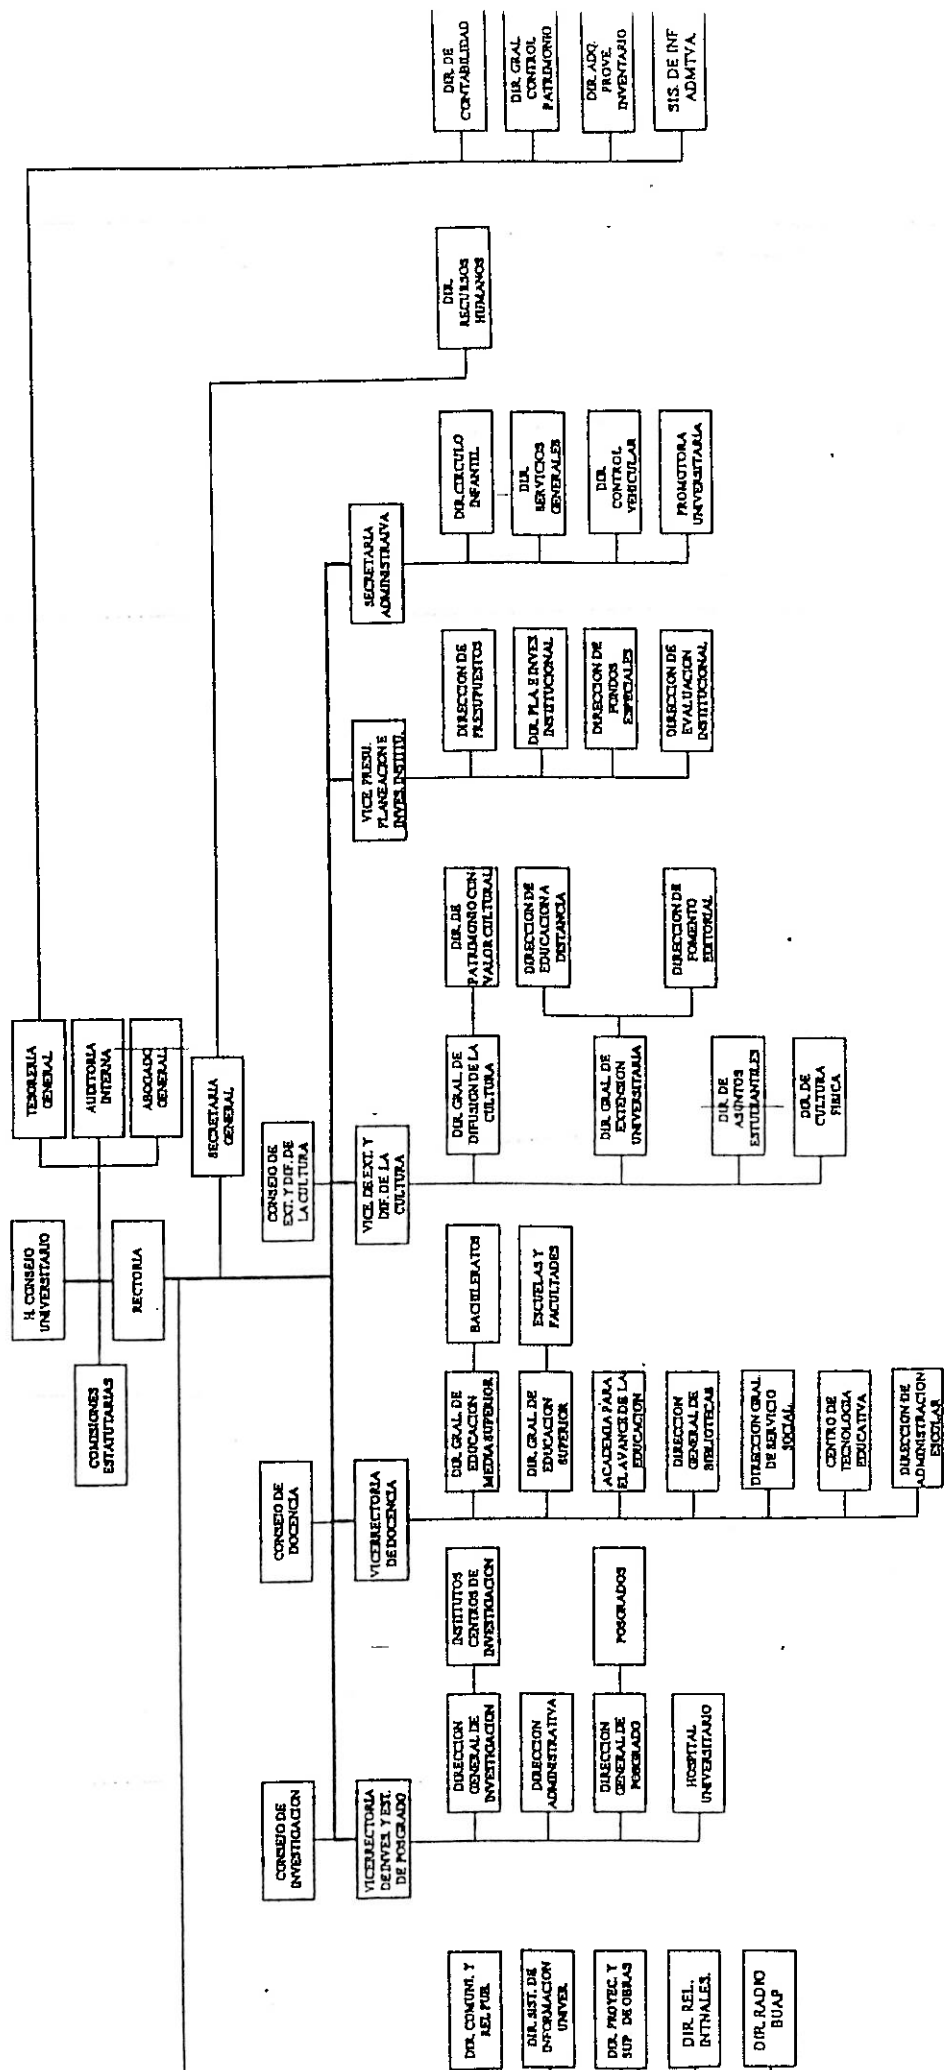 H. CONSEJO
UNIVERSITARIO
COMISIONES
ESTATUTARIAS
RECTORIA
TESORERIA
GENERAL
AUDITORIA
INTERNA
ABOGADO
GENERAL
SECRETARIA
GENERAL
CONSEJO DE
INVESTIGACION
CONSEJO DE
DOCENCIA
CONSEJO DE
EXT. Y DIF. DE
LA CULTURA
VICERRECTORIA
DE INVES. Y EST.
DE POSGRADO
VICERRECTORIA
DE DOCENCIA
VICE. DE EXT. Y
DIF. DE LA
CULTURA
VICE. PRESU.
PLANEACION E
INVES. INSTITU.
SECRETARIA
ADMINISTRAIVA
DIR. COMUNI. Y
REL. PUB.
DIR. SIST. DE
INFORMACION
UNIVER.
DIR. PROYEC. Y
SUP. DE OBRAS
DIR. REL.
INTNALES.
DIR. RADIO
BUAP
DIRECCION
GENERAL DE
INVESTIGACION
INSTITUTOS
CENTROS DE
INVESTIGACION
DIRECCION
ADMINISTRATIVA
DIRECCION
GENERAL DE
POSGRADO
POSGRADOS
HOSPITAL
UNIVERSITARIO
DIR. GRAL. DE
EDUCACION
MEDIA SUPERIOR
BACHILERATOS
DIR. GRAL. DE
EDUCACION
SUPERIOR
ESCUELAS Y
FACULTADES
ACADEMIA PARA
EL AVANCE DE LA
EDUCACION
DIRECCION
GENERAL DE
BIBLIOTECAS
DIRECCION GRAL.
DE SERVICIO
SOCIAL
CENTRO DE
TECNOLOGIA
EDUCATIVA
DIRECCION DE
ADMINISTRACION
ESCOLAR
DIR. GRAL. DE
DIFUSION DE LA
CULTURA
DIR. DE
PATRIMONIO CON
VALOR CULTURAL
DIR. GRAL. DE
EXTENSION
UNIVERSITARIA
DIRECCION DE
EDUCACION A
DISTANCIA
DIRECCION DE
FOMENTO
EDITORIAL
DIR. DE
ASUNTOS
ESTUDIANTILES
DIR. DE
CULTURA
FISICA
DIRECCION DE
PRESUPUESTOS
DIR. PLA. E INVES
INSTITUCIONAL
DIRECCION DE
FONDOS
ESPECIALES
DIRECCION DE
EVALUACION
INSTITUCIONAL
DIR. CIRCULO
INFANTIL
DIR.
SERVICIOS
GENERALES
DIR.
CONTROL
VEHICULAR
PROMOTORA
UNIVERSITARIA
DIR.
RECURSOS
HUMANOS
DIR. DE
CONTABILIDAD
DIR. GRAL.
CONTROL
PATRIMONIO
DIR. ADQ.
PROVE.
INVENTARIO
SIS. DE INF
ADMTVA.